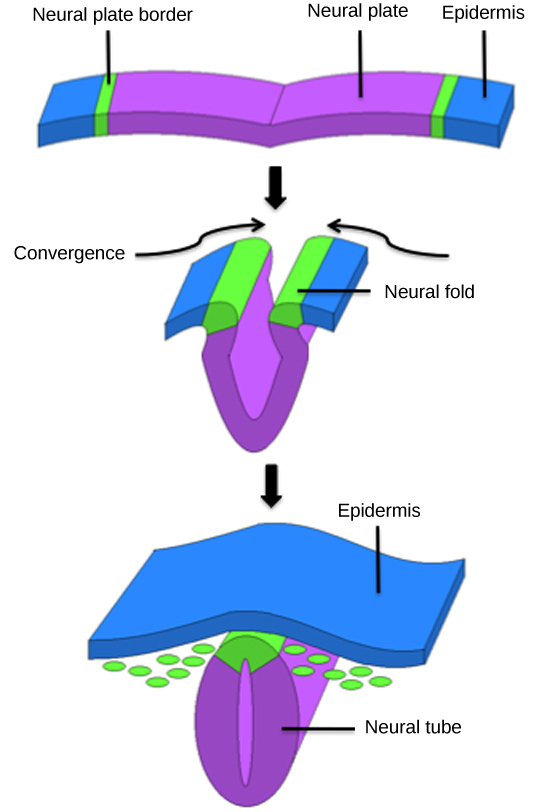 Neural plate border
Neural plate
Epidermis
Convergence
Neural fold
Epidermis
Neural tube